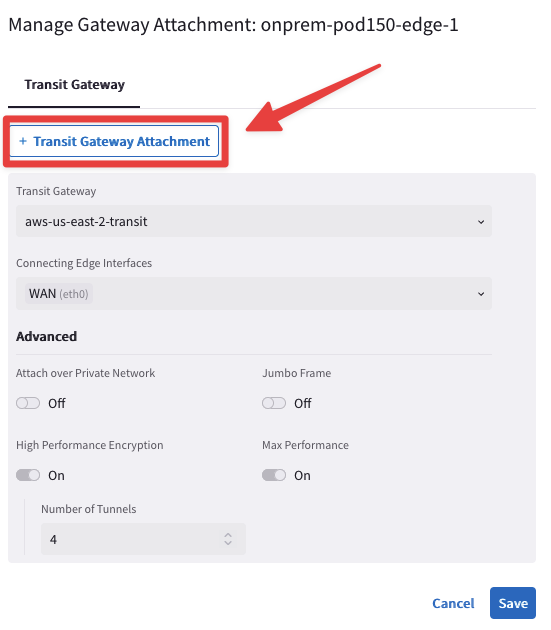 Manage Gateway Attachment: onprem-pod150-edge-1
Transit Gateway
+ Transit Gateway Attachment
Transit Gateway
aws-us-east-2-transit
Connecting Edge Interfaces
WAN (eth0)
Advanced
Attach over Private Network
Jumbo Frame
Off
Off
High Performance Encryption
Max Performance
On
On
Number of Tunnels
4
Cancel
Save